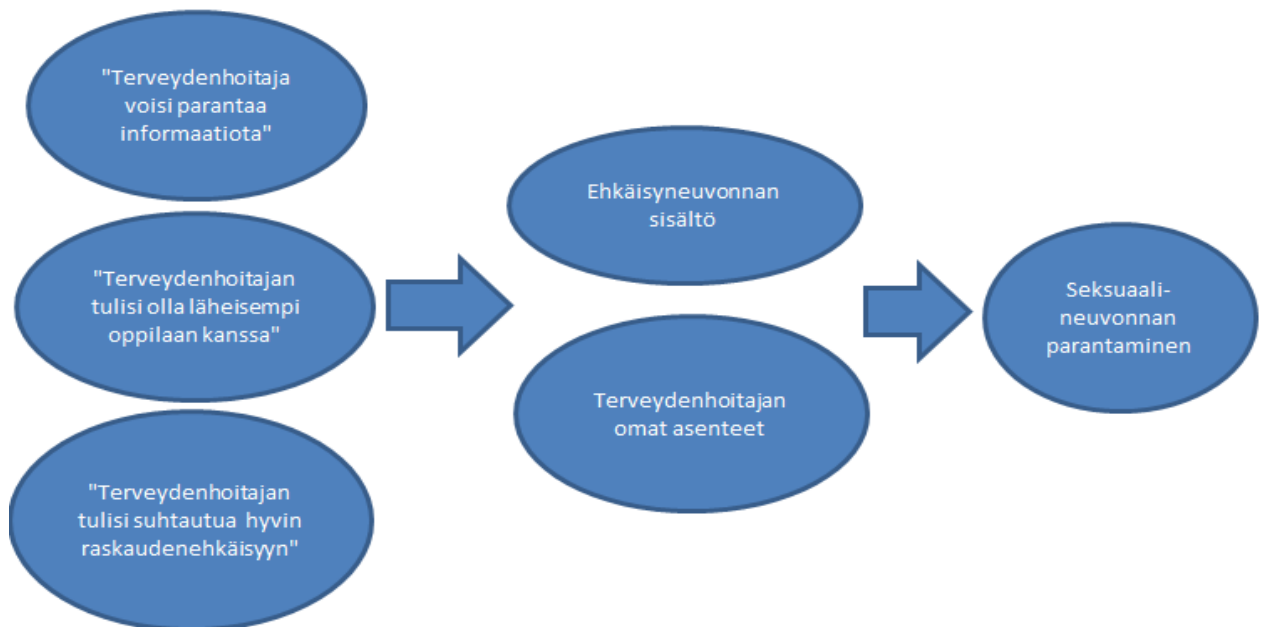 "Terveydenhoitaja
voisi parantaa
informaatiota"
"Terveydenhoitajan
tulisi olla läheisempi
oppilaan kanssa"
"Terveydenhoitajan
tulisi suhtautua hyvin
raskaudenehkäisyyn"
Ehkäisyneuvonnan
sisältö
Terveydenhoitajan
omat asenteet
Seksuaali-
neuvonnan
parantaminen